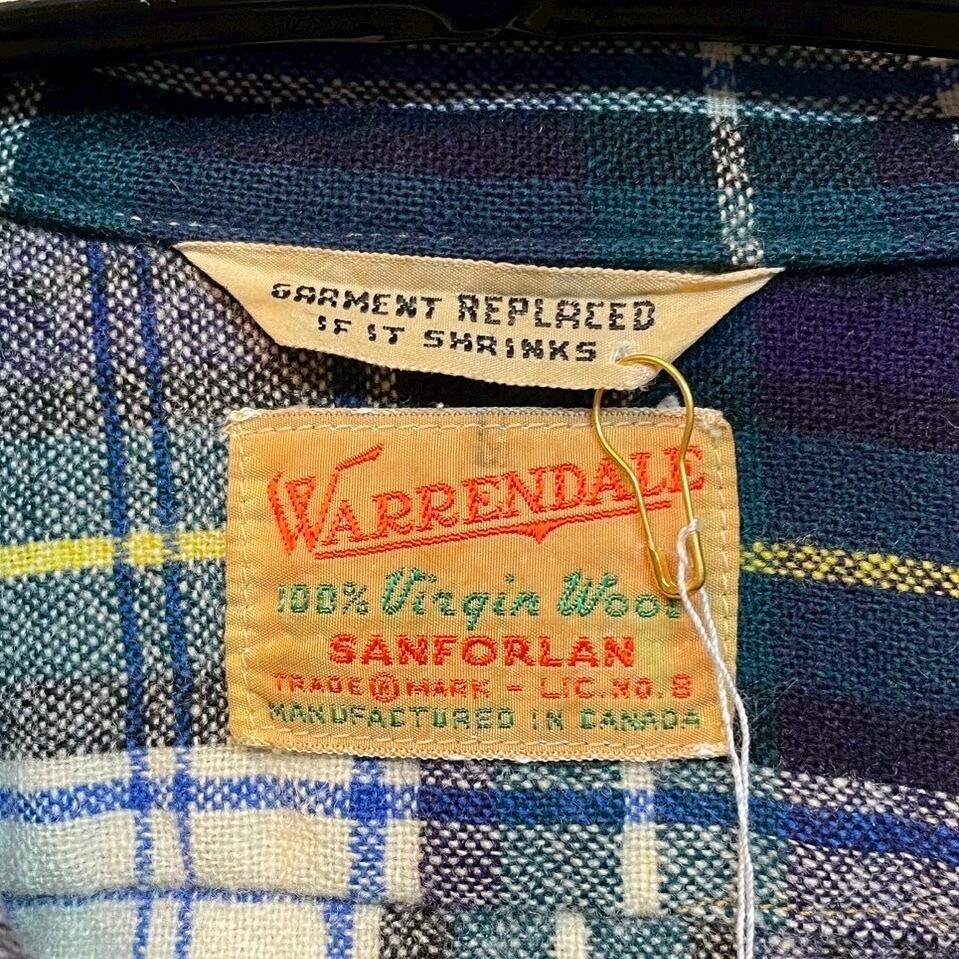 GARMENT REPLACED
IF IT SHRINKS
WARRENDALE
100% Virgin Wool
SANFORLAN
TRADE ® MARK - LIC. NO. 8
MANUFACTURED IN CANADA